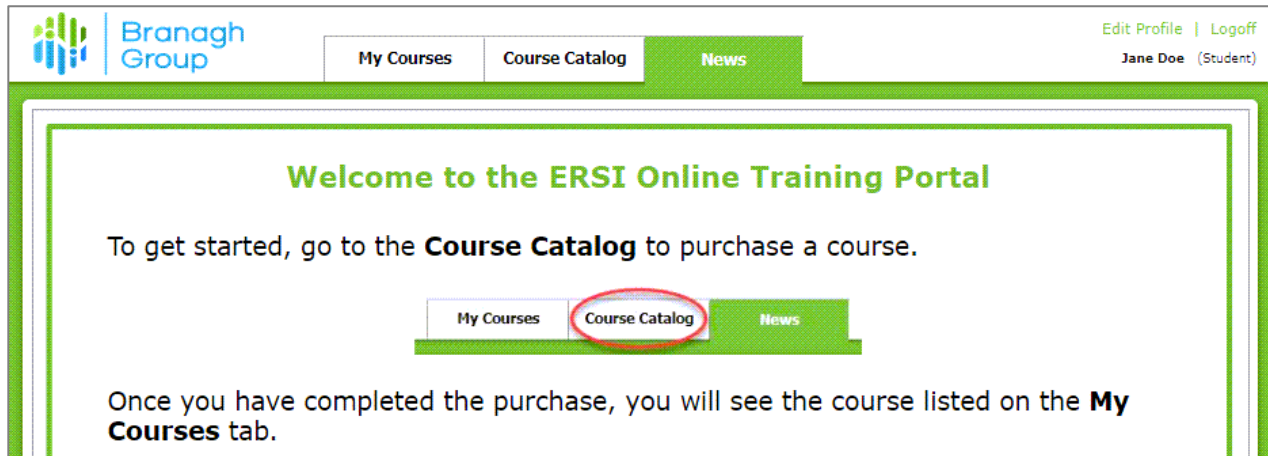 Branagh
Group
My Courses
Course Catalog
News
Edit Profile | Logoff
Jane Doe (Student)
Welcome to the ERSI Online Training Portal
To get started, go to the Course Catalog to purchase a course.
My Courses
Course Catalog
News
Once you have completed the purchase, you will see the course listed on the My
Courses tab.